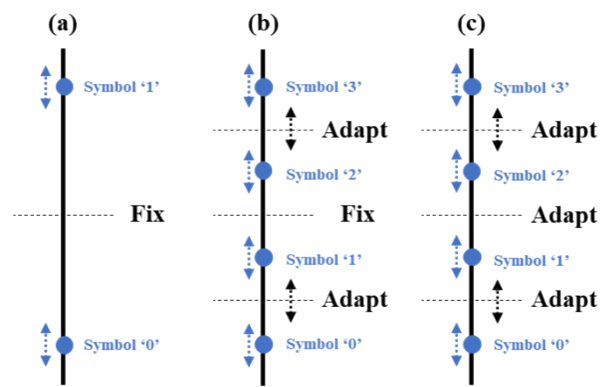 (a) (b) (c)
Symbol ‘1’ Symbol ‘3’ Symbol ‘3’
Adapt Adapt
Symbol ‘2’ Symbol ‘2’
Fix Fix Adapt
Symbol ‘1’ Symbol ‘1’
Adapt Adapt
Symbol ‘0’ Symbol ‘0’ Symbol ‘0’